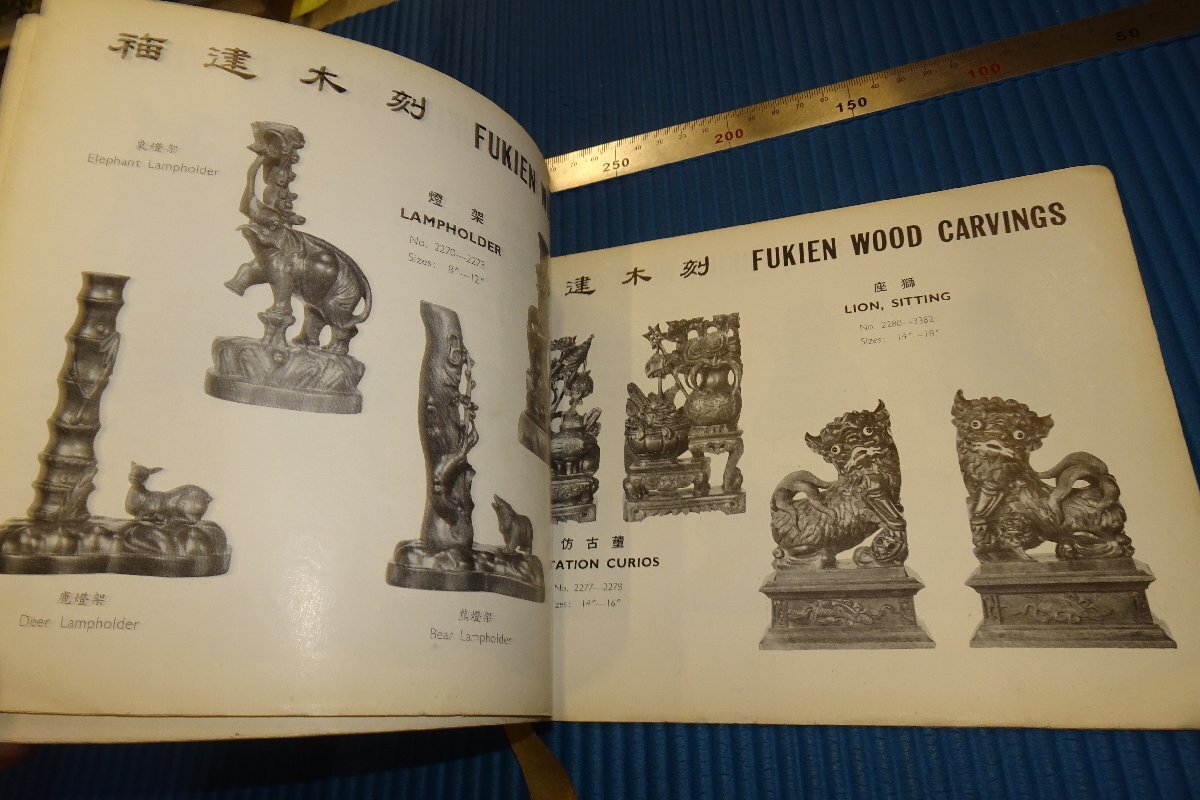 福建木刻
FUKIEN
象燈架
Elephant Lampholder
燈架
LAMPHOLDER
No. 2270—2273
Sizes: 8"—12"
鹿燈架
Deer Lampholder
熊燈架
Bear Lampholder
建木刻 FUKIEN WOOD CARVINGS
座獅
LION, SITTING
No. 2280
Sizes: 14"—18"
仿古董
TATION CURIOS
No. 2277—2278
zes: 14"—16"
250 200 150 100 50